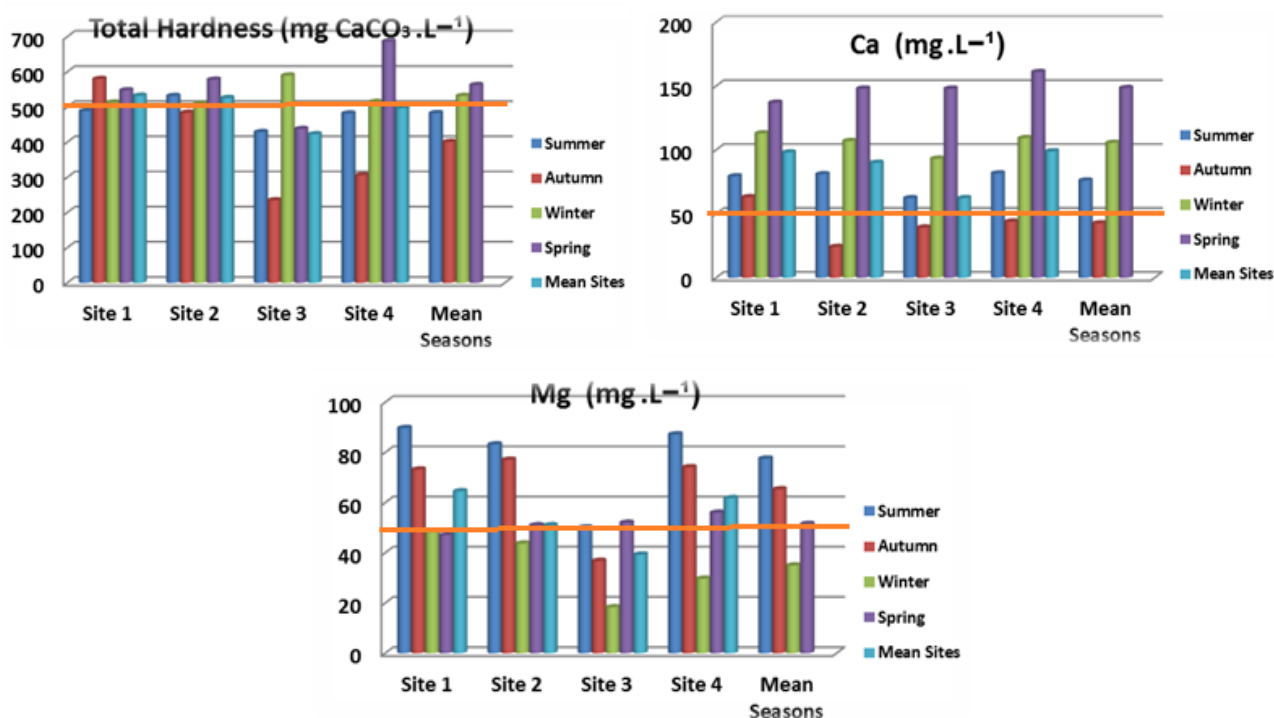 Total Hardness (mg CaCO₃ .L–¹)
700
600
500
400
300
200
100
0
Site 1 Site 2 Site 3 Site 4 Mean
Seasons
Summer
Autumn
Winter
Spring
Mean Sites
Ca (mg.L–¹)
200
150
100
50
0
Site 1 Site 2 Site 3 Site 4 Mean
Seasons
Summer
Autumn
Winter
Spring
Mean Sites
Mg (mg .L–¹)
100
80
60
40
20
0
Site 1 Site 2 Site 3 Site 4 Mean
Seasons
Summer
Autumn
Winter
Spring
Mean Sites